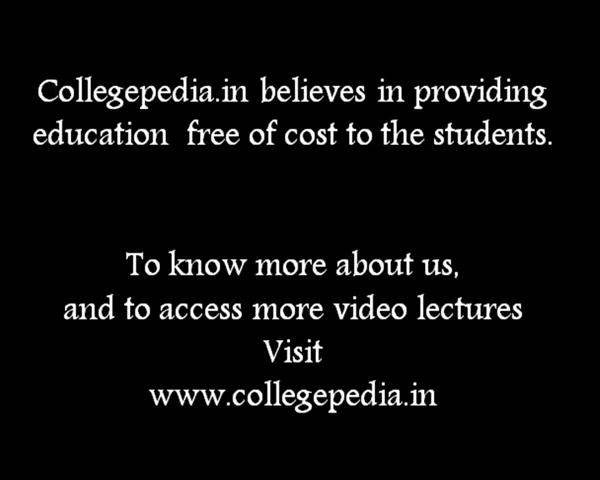 Collegepedia.in believes in providing
education  free of cost to the students.
To know more about us,
and to access more video lectures
Visit
www.collegepedia.in